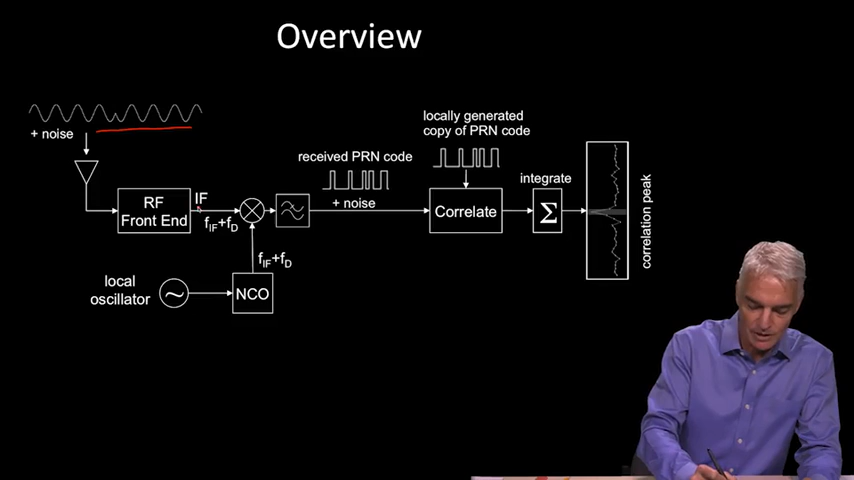 Overview
+ noise
RF
Front End
IF
fIF+fD
fIF+fD
local
oscillator
NCO
received PRN code
+ noise
locally generated
copy of PRN code
Correlate
integrate
Σ
correlation peak